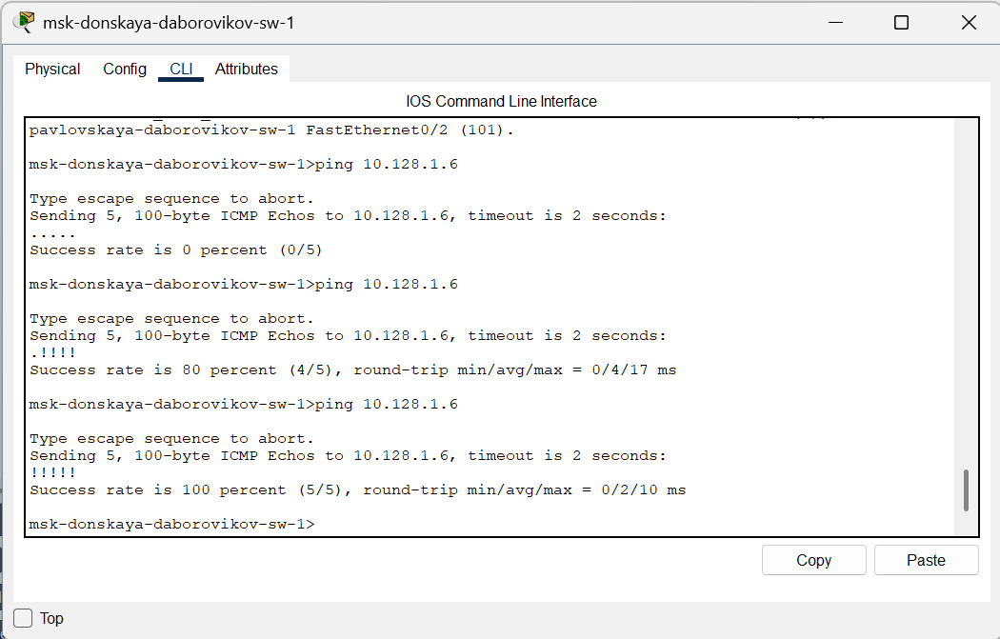 msk-donskaya-daborovikov-sw-1
Physical Config CLI Attributes
IOS Command Line Interface
pavlovskaya-daborovikov-sw-1 FastEthernet0/2 (101).
msk-donskaya-daborovikov-sw-1>ping 10.128.1.6
Type escape sequence to abort.
Sending 5, 100-byte ICMP Echos to 10.128.1.6, timeout is 2 seconds:
.....
Success rate is 0 percent (0/5)
msk-donskaya-daborovikov-sw-1>ping 10.128.1.6
Type escape sequence to abort.
Sending 5, 100-byte ICMP Echos to 10.128.1.6, timeout is 2 seconds:
.!!!!
Success rate is 80 percent (4/5), round-trip min/avg/max = 0/4/17 ms
msk-donskaya-daborovikov-sw-1>ping 10.128.1.6
Type escape sequence to abort.
Sending 5, 100-byte ICMP Echos to 10.128.1.6, timeout is 2 seconds:
!!!!!
Success rate is 100 percent (5/5), round-trip min/avg/max = 0/2/10 ms
msk-donskaya-daborovikov-sw-1>
Copy Paste
Top